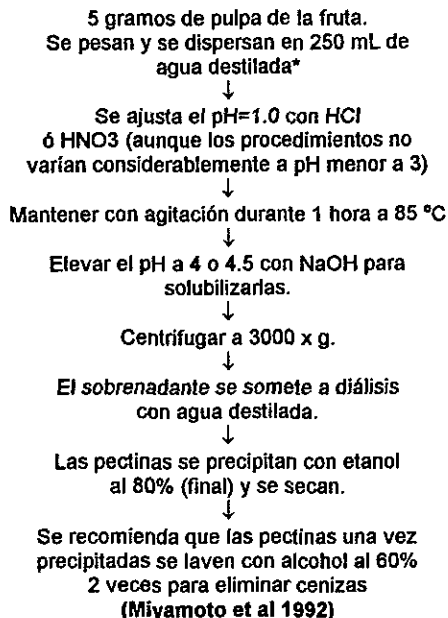 5 gramos de pulpa de la fruta.
Se pesan y se dispersan en 250 mL de
agua destilada*
↓
Se ajusta el pH=1.0 con HCl
ó HNO3 (aunque los procedimientos no
varían considerablemente a pH menor a 3)
↓
Mantener con agitación durante 1 hora a 85 ºC
↓
Elevar el pH a 4 o 4.5 con NaOH para
solubilizarlas.
↓
Centrifugar a 3000 x g.
↓
El sobrenadante se somete a diálisis
con agua destilada.
↓
Las pectinas se precipitan con etanol
al 80% (final) y se secan.
↓
Se recomienda que las pectinas una vez
precipitadas se laven con alcohol al 60%
2 veces para eliminar cenizas
(Miyamoto et al 1992)